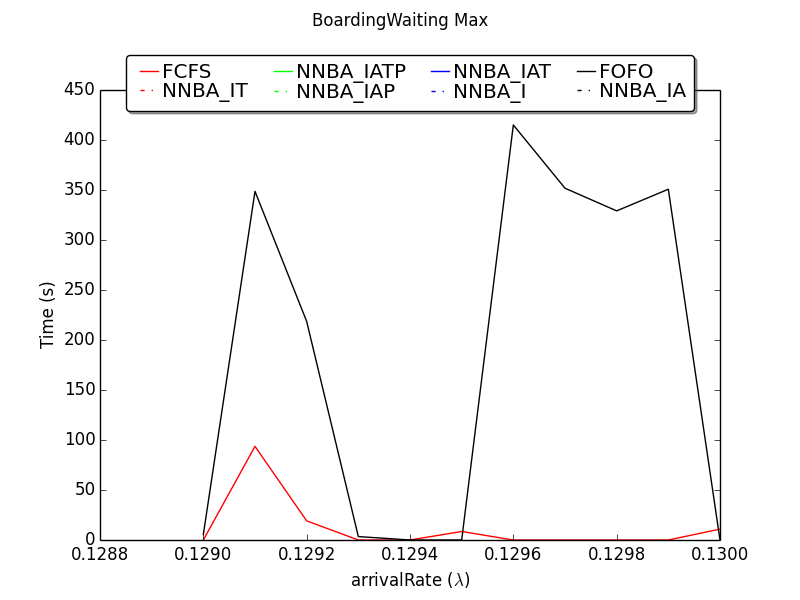 BoardingWaiting Max
FCFS NNBA_IATP NNBA_IAT FOFO
NNBA_IT NNBA_IAP NNBA_I NNBA_IA
450
400
350
300
250
200
150
100
50
0
Time (s)
0.1288 0.1290 0.1292 0.1294 0.1296 0.1298 0.1300
arrivalRate (λ)